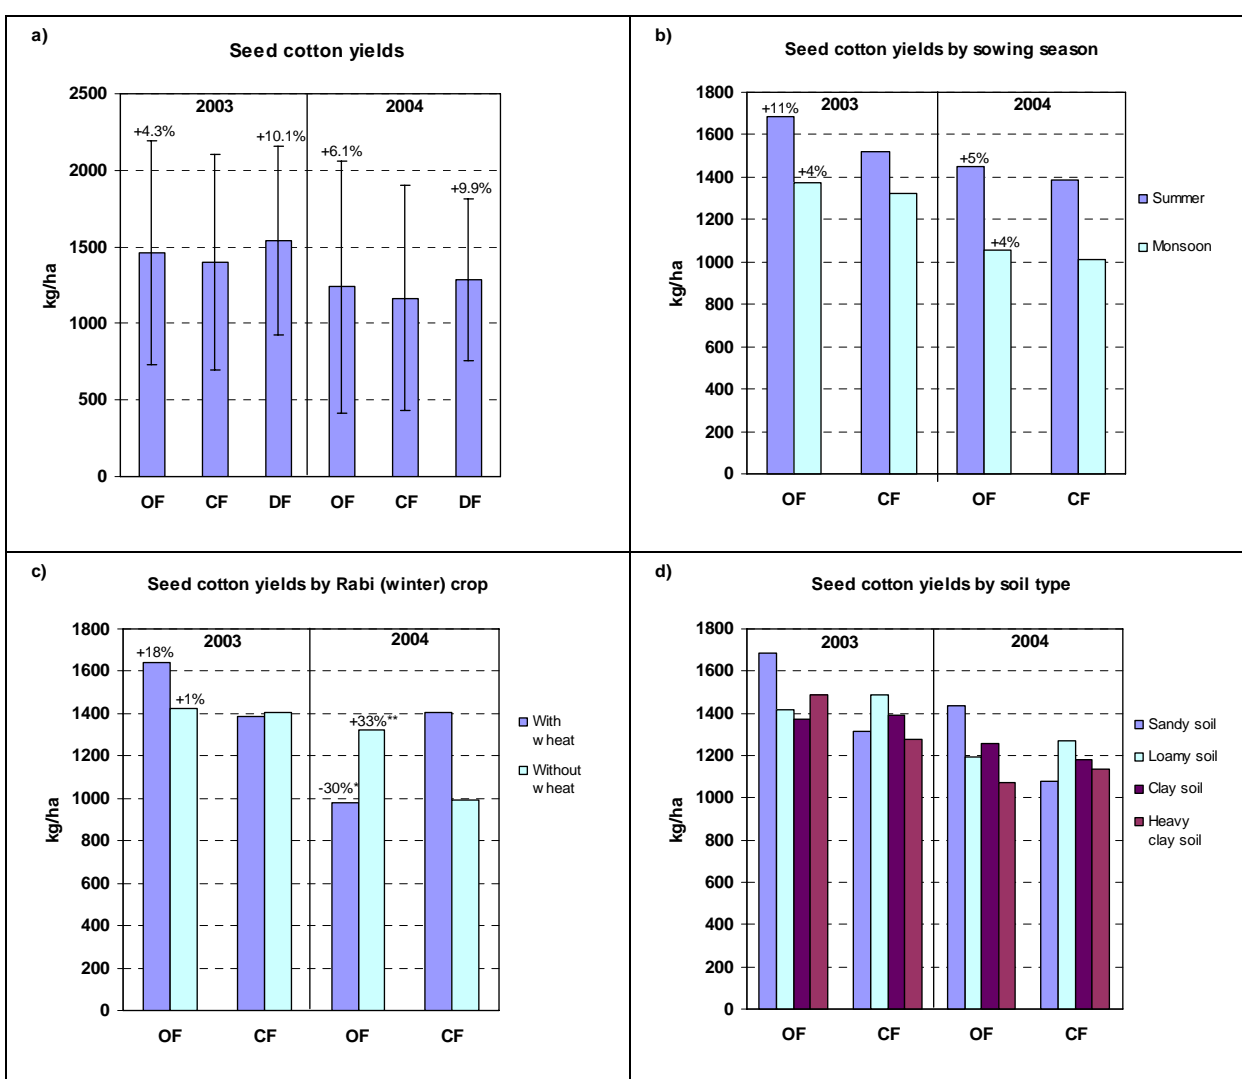 a)
Seed cotton yields
2500
2000
1500
1000
500
0
kg/ha
2003
2004
+4.3%
+10.1%
+6.1%
+9.9%
OF CF DF OF CF DF
b)
Seed cotton yields by sowing season
1800
1600
1400
1200
1000
800
600
400
200
0
kg/ha
2003
2004
+11%
+4%
+5%
+4%
OF CF OF CF
Summer
Monsoon
c)
Seed cotton yields by Rabi (winter) crop
1800
1600
1400
1200
1000
800
600
400
200
0
kg/ha
2003
2004
+18%
+1%
+33%**
-30%*
OF CF OF CF
With
w heat
Without
w heat
d)
Seed cotton yields by soil type
1800
1600
1400
1200
1000
800
600
400
200
0
kg/ha
2003
2004
OF CF OF CF
Sandy soil
Loamy soil
Clay soil
Heavy
clay soil